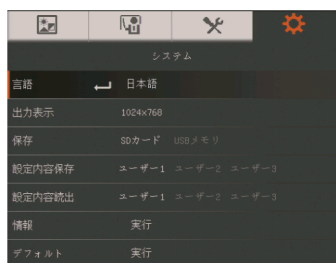 システム
言語 日本語
出力表示 1024×768
保存 SDカード USBメモリ
設定内容保存 ユーザー1 ユーザー2 ユーザー3
設定内容読出 ユーザー1 ユーザー2 ユーザー3
情報 実行
デフォルト 実行